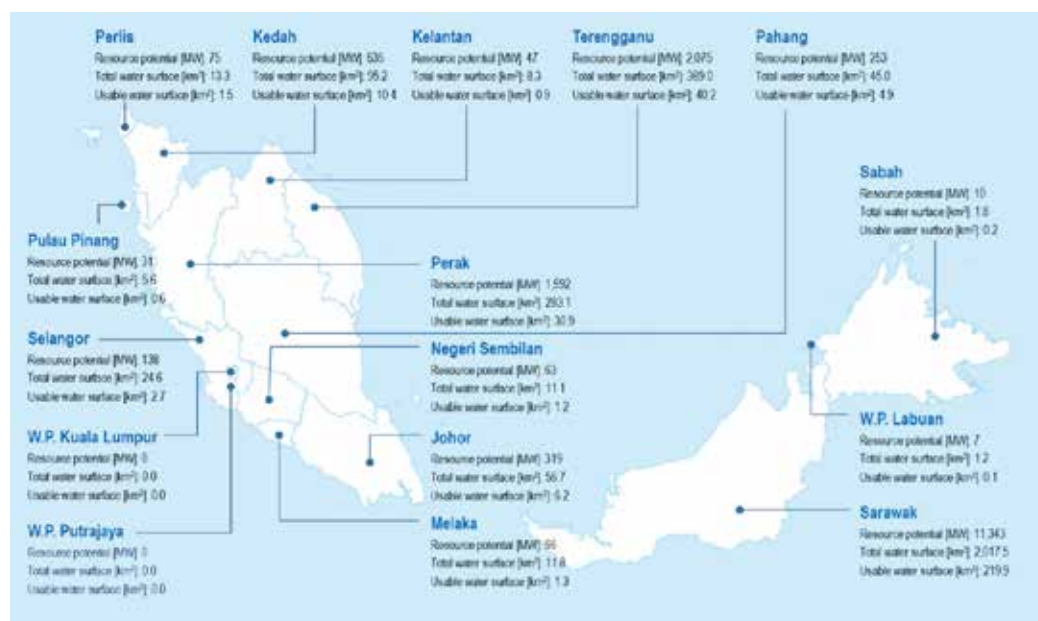 Perlis
Resource potential [MW]: 75
Total water surface [km²]: 13.3
Usable water surface [km²]: 1.5
Kedah
Resource potential [MW]: 535
Total water surface [km²]: 95.2
Usable water surface [km²]: 10.4
Kelantan
Resource potential [MW]: 47
Total water surface [km²]: 8.3
Usable water surface [km²]: 0.9
Terengganu
Resource potential [MW]: 2,075
Total water surface [km²]: 369.0
Usable water surface [km²]: 40.2
Pahang
Resource potential [MW]: 253
Total water surface [km²]: 45.0
Usable water surface [km²]: 4.9
Sabah
Resource potential [MW]: 10
Total water surface [km²]: 1.8
Usable water surface [km²]: 0.2
Pulau Pinang
Resource potential [MW]: 31
Total water surface [km²]: 5.6
Usable water surface [km²]: 0.6
Perak
Resource potential [MW]: 1,592
Total water surface [km²]: 283.1
Usable water surface [km²]: 30.9
Selangor
Resource potential [MW]: 138
Total water surface [km²]: 24.6
Usable water surface [km²]: 2.7
Negeri Sembilan
Resource potential [MW]: 63
Total water surface [km²]: 11.1
Usable water surface [km²]: 1.2
W.P. Kuala Lumpur
Resource potential [MW]: 0
Total water surface [km²]: 0.0
Usable water surface [km²]: 0.0
Johor
Resource potential [MW]: 319
Total water surface [km²]: 56.7
Usable water surface [km²]: 6.2
W.P. Labuan
Resource potential [MW]: 7
Total water surface [km²]: 1.2
Usable water surface [km²]: 0.1
W.P. Putrajaya
Resource potential [MW]: 0
Total water surface [km²]: 0.0
Usable water surface [km²]: 0.0
Melaka
Resource potential [MW]: 66
Total water surface [km²]: 11.8
Usable water surface [km²]: 1.3
Sarawak
Resource potential [MW]: 11,343
Total water surface [km²]: 2,017.5
Usable water surface [km²]: 219.9